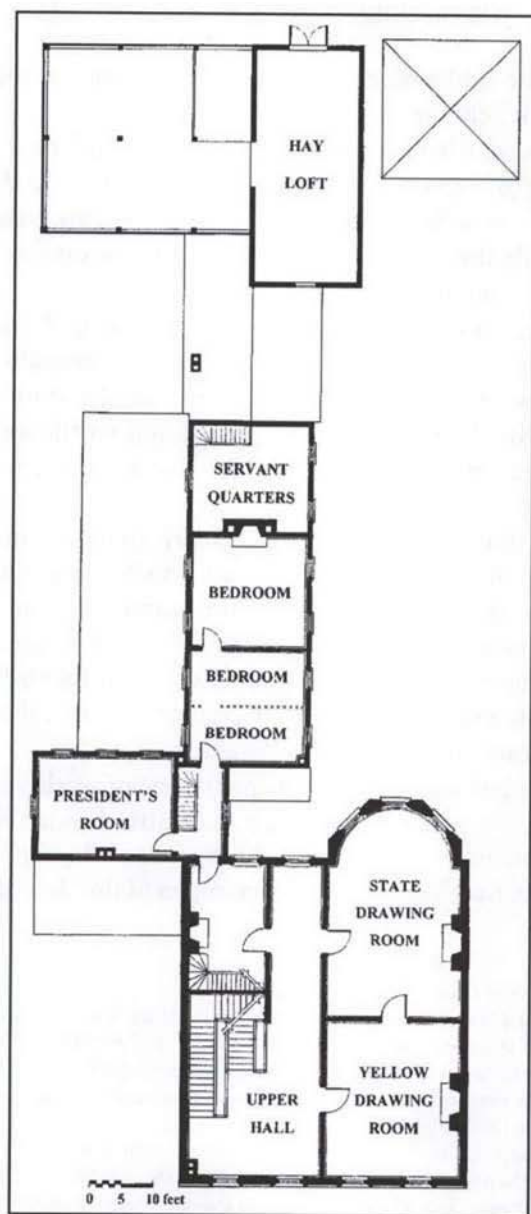 HAY
LOFT
SERVANT
QUARTERS
BEDROOM
BEDROOM
BEDROOM
PRESIDENT'S
ROOM
STATE
DRAWING
ROOM
YELLOW
DRAWING
ROOM
UPPER
HALL
0 5 10 feet